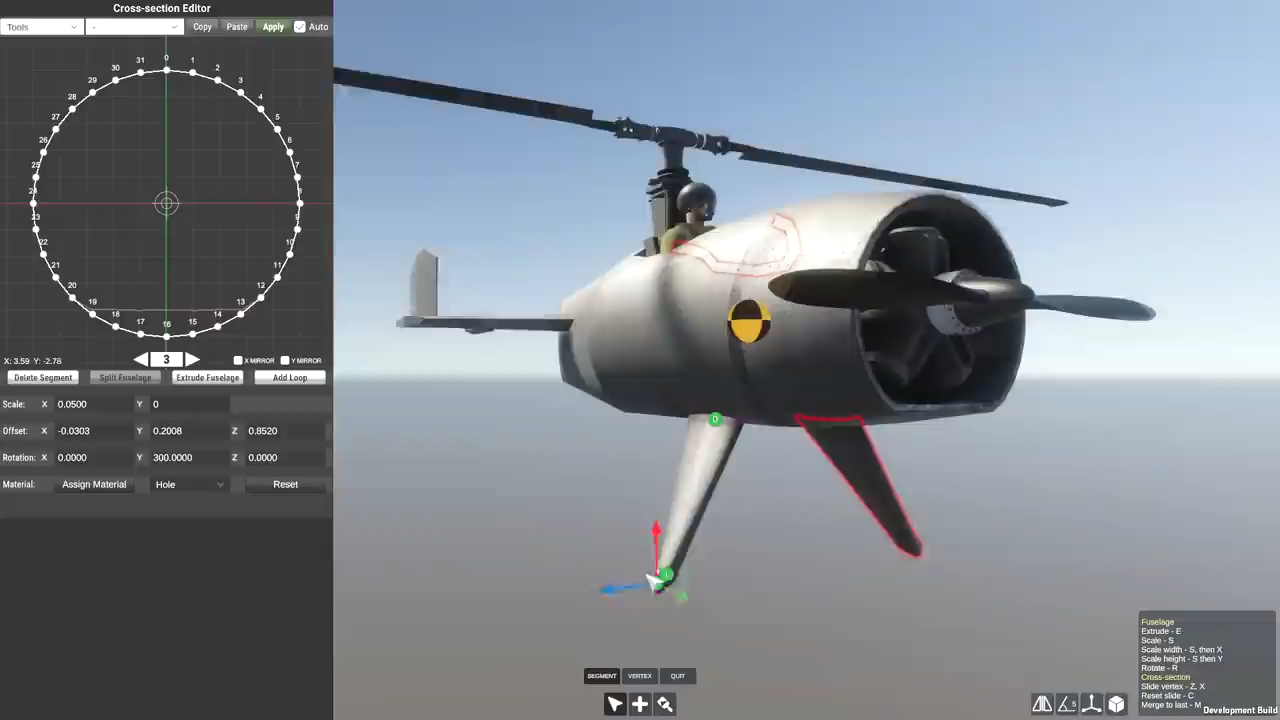 Cross-section Editor
Tools - Copy Paste Apply Auto
0
31 1
30 2
29 3
28 4
27 5
26 6
25 7
24 8
23 9
22 10
21 11
20 12
19 13
18 14
17 15
16
X: 3.59 Y: -2.78 3 X MIRROR Y MIRROR
Delete Segment Split Fuselage Extrude Fuselage Add Loop
Scale: X 0.0500 Y 0
Offset: X -0.0303 Y 0.2008 Z 0.8520
Rotation: X 0.0000 Y 300.0000 Z 0.0000
Material: Assign Material Hole Reset
0
SEGMENT VERTEX QUIT
5
Fuselage
Extrude - E
Scale - S
Scale width - S, then X
Scale height - S then Y
Rotate - R
Cross-section
Slide vertex - Z, X
Reset slide - C
Merge to last - M
Development Build